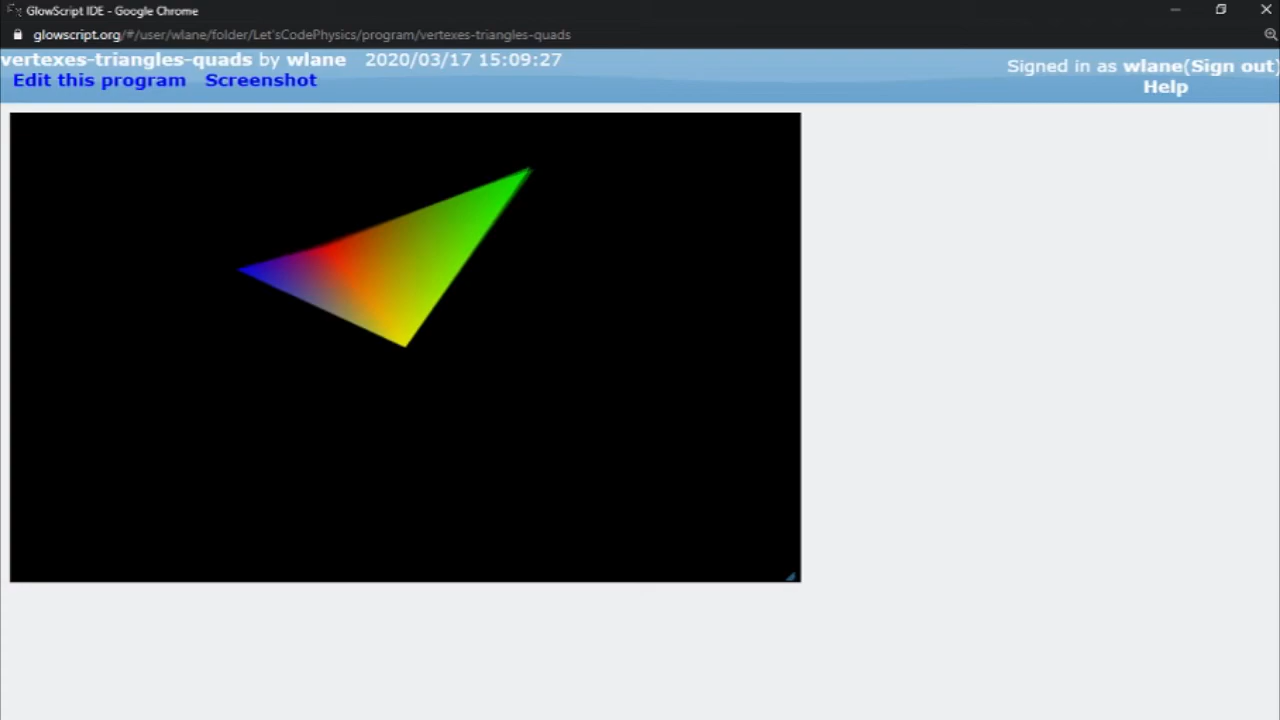 GlowScript IDE - Google Chrome
glowscript.org/#/user/wlane/folder/Let'sCodePhysics/program/vertexes-triangles-quads
vertexes-triangles-quads by wlane 2020/03/17 15:09:27
Signed in as wlane(Sign out)
Edit this program Screenshot
Help